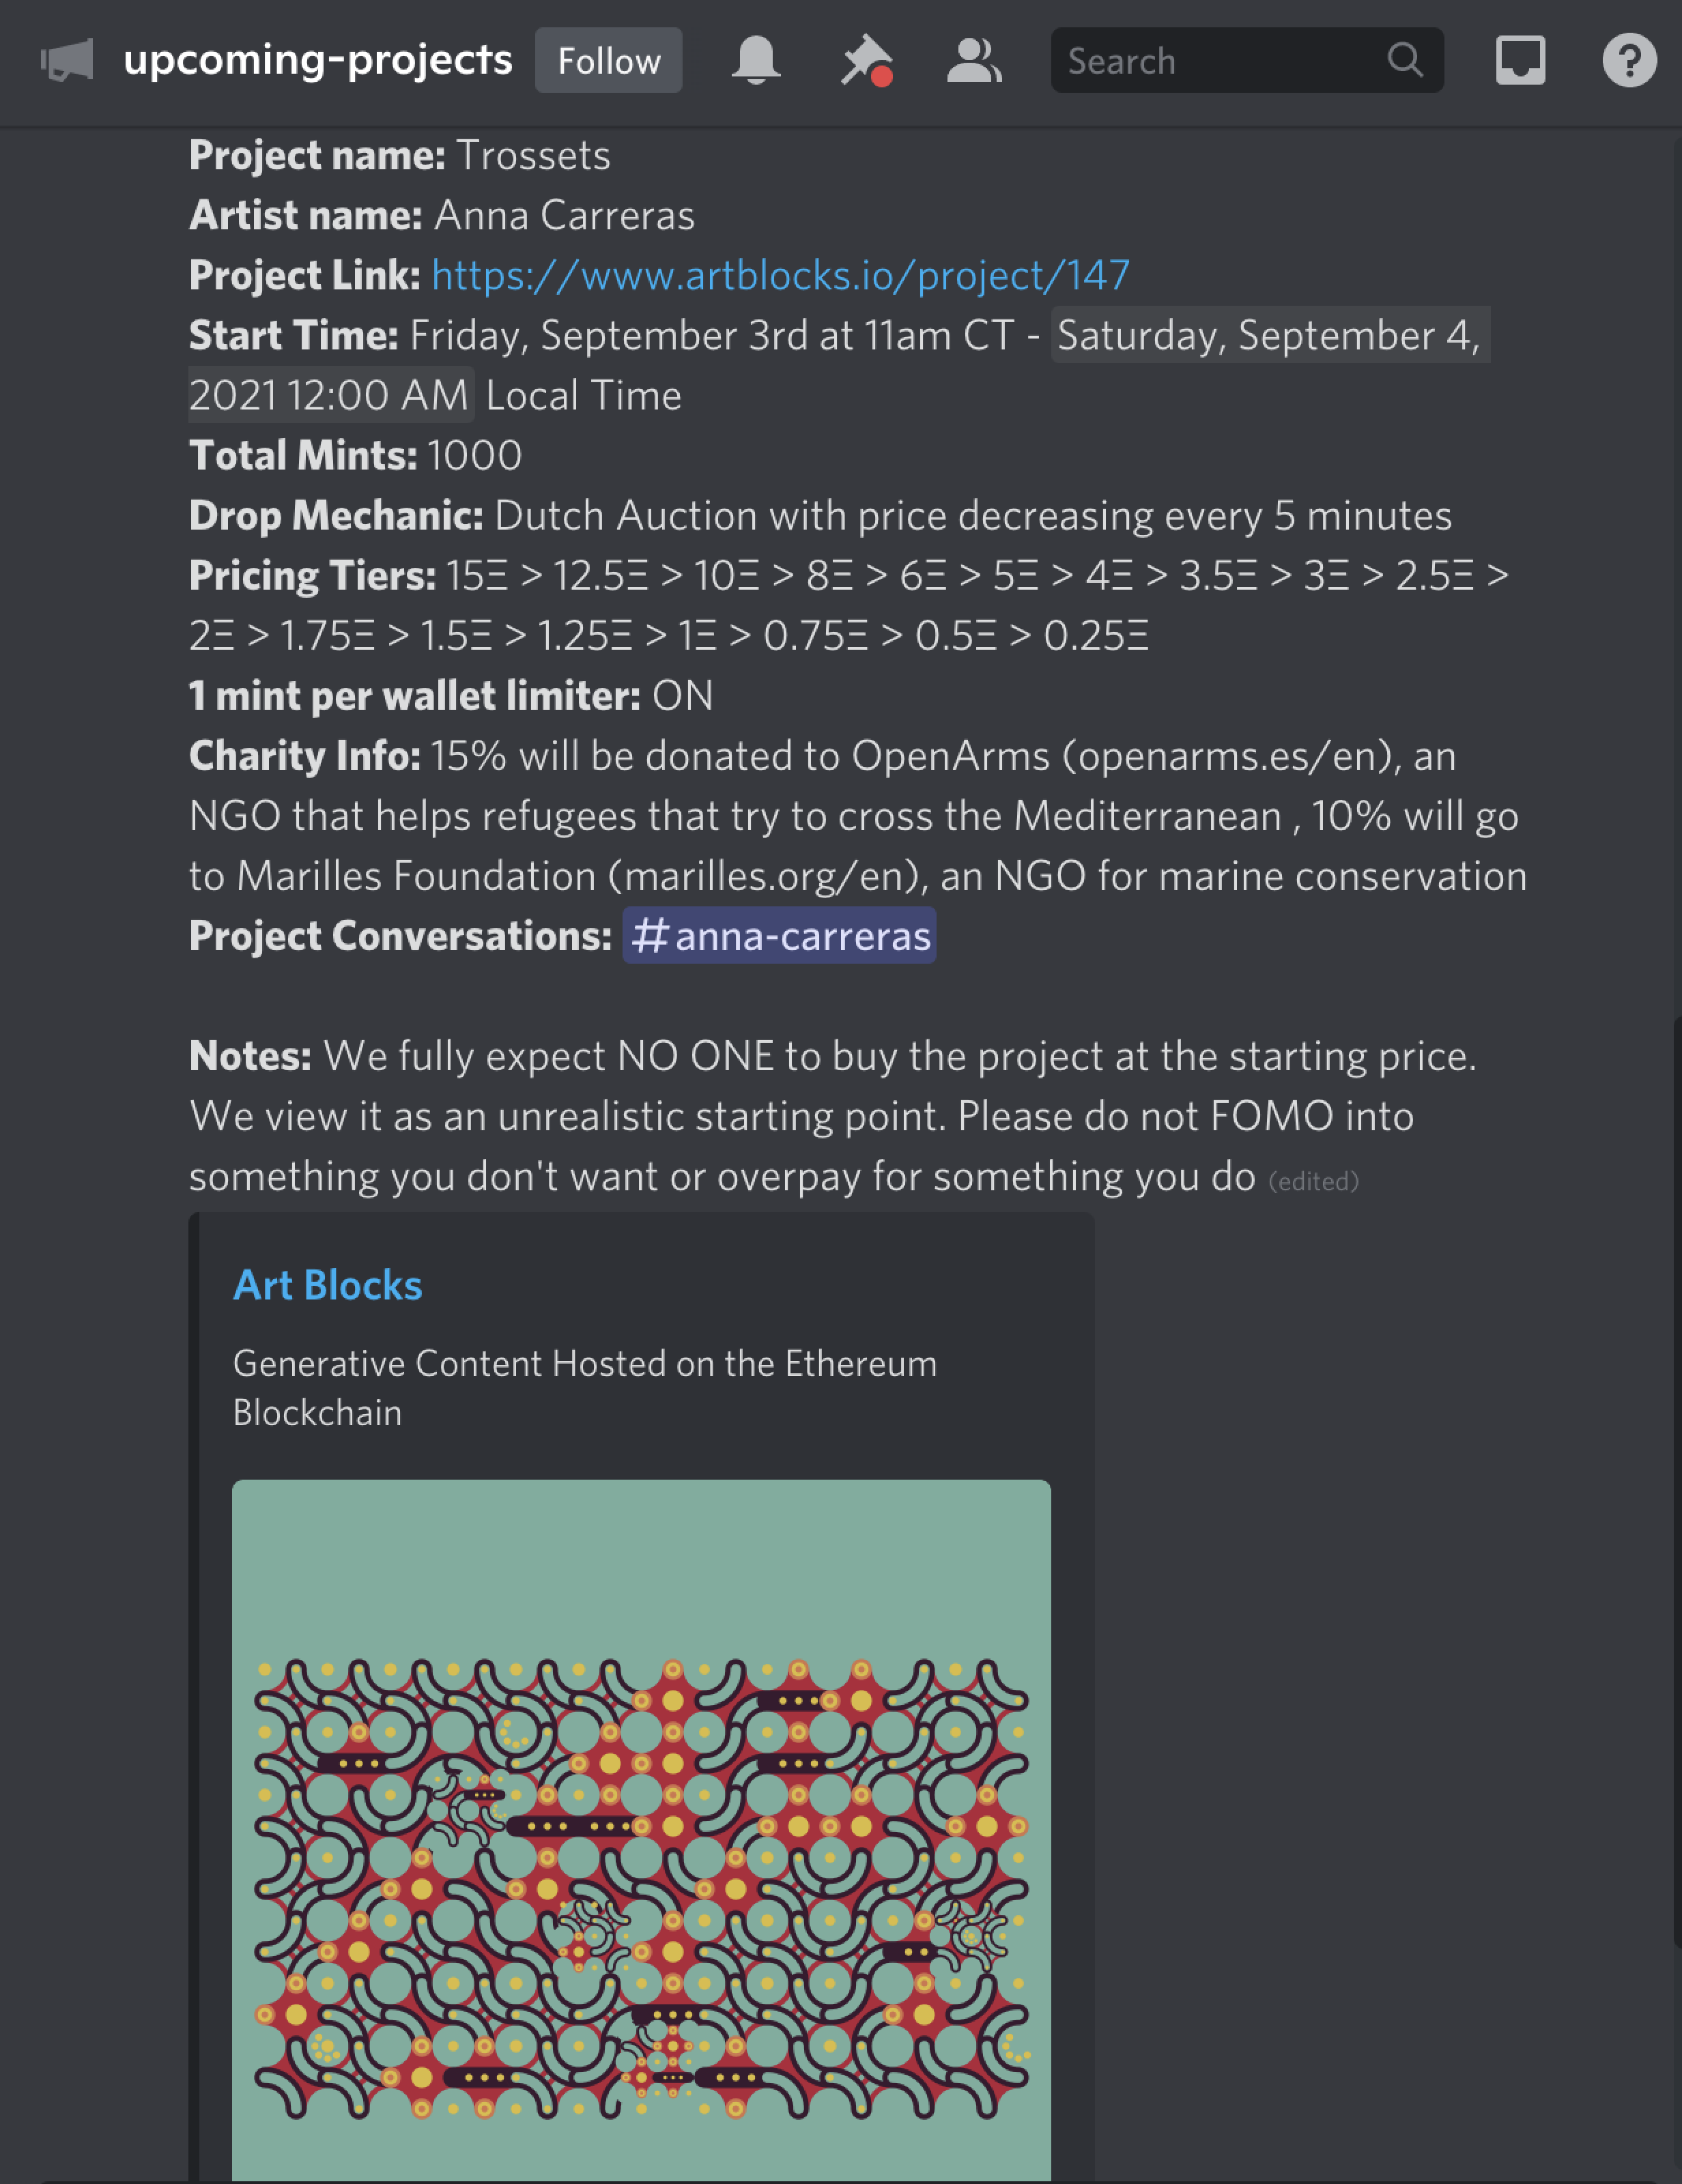 upcoming-projects Follow Search
Project name: Trossets
Artist name: Anna Carreras
Project Link: https://www.artblocks.io/project/147
Start Time: Friday, September 3rd at 11am CT - Saturday, September 4,
2021 12:00 AM Local Time
Total Mints: 1000
Drop Mechanic: Dutch Auction with price decreasing every 5 minutes
Pricing Tiers: 15Ξ > 12.5Ξ > 10Ξ > 8Ξ > 6Ξ > 5Ξ > 4Ξ > 3.5Ξ > 3Ξ > 2.5Ξ >
2Ξ > 1.75Ξ > 1.5Ξ > 1.25Ξ > 1Ξ > 0.75Ξ > 0.5Ξ > 0.25Ξ
1 mint per wallet limiter: ON
Charity Info: 15% will be donated to OpenArms (openarms.es/en), an
NGO that helps refugees that try to cross the Mediterranean , 10% will go
to Marilles Foundation (marilles.org/en), an NGO for marine conservation
Project Conversations: #anna-carreras
Notes: We fully expect NO ONE to buy the project at the starting price.
We view it as an unrealistic starting point. Please do not FOMO into
something you don't want or overpay for something you do (edited)
Art Blocks
Generative Content Hosted on the Ethereum
Blockchain